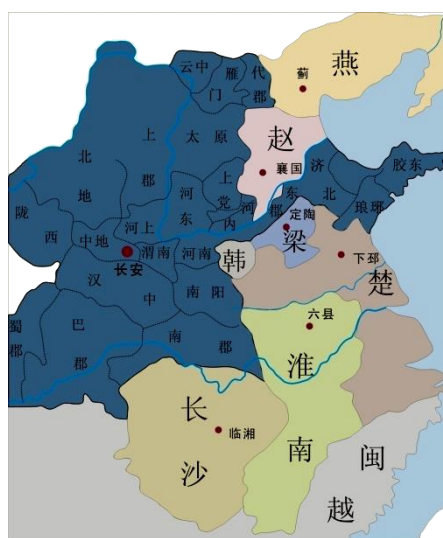 燕
蓟
云中
雁门
代郡
上郡
太原
赵
襄国
北地
上党
河东
河内
东郡
济北
胶东
琅琊
陇西
中地
河上
渭南
河南
长安
定陶
梁
韩
下邳
楚
汉中
南阳
六县
淮南
蜀郡
巴郡
南郡
长沙
临湘
闽越